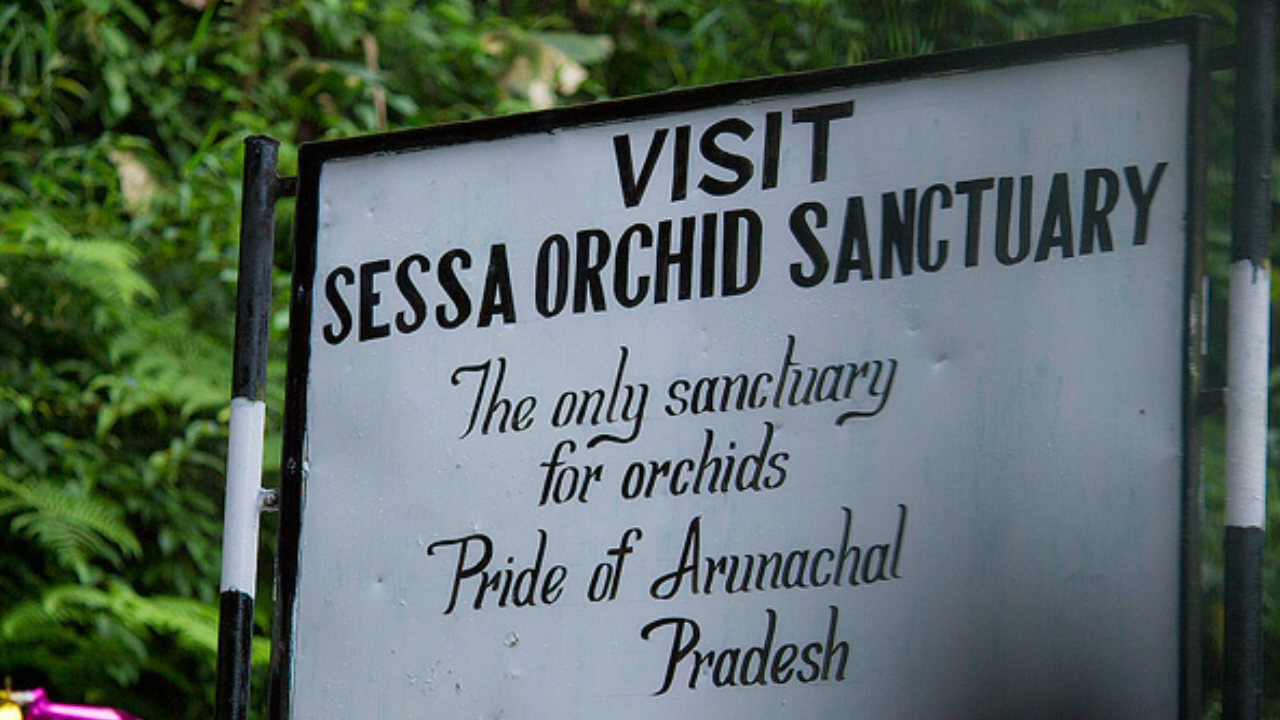 VISIT
SESSA ORCHID SANCTUARY
The only sanctuary
for orchids
Pride of Arunachal
Pradesh